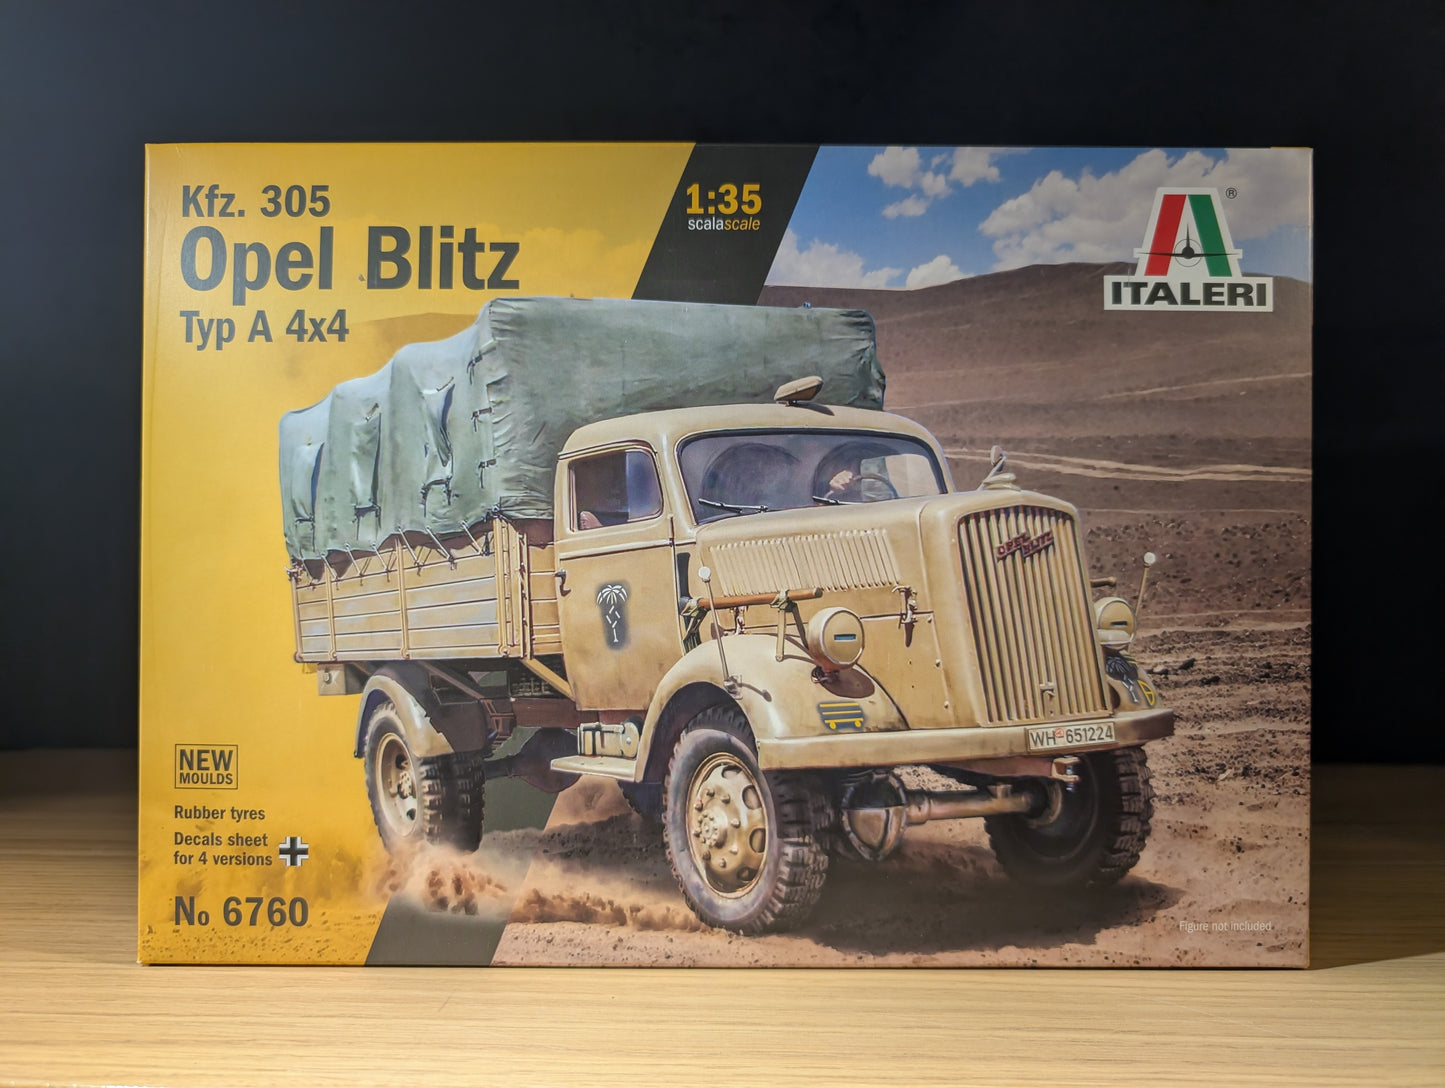 Kfz. 305
Opel Blitz
Typ A 4x4
1:35
scalascale
®
ITALERI
OPEL
BLITZ
WH 651224
NEW
MOULDS
Rubber tyres
Decals sheet
for 4 versions
No 6760
Figure not included